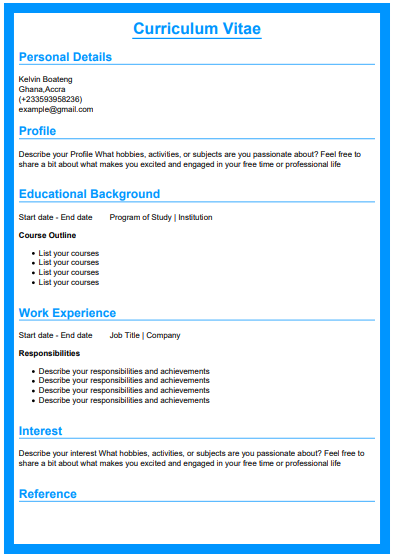 Curriculum Vitae
Personal Details
Kelvin Boateng
Ghana,Accra
(+233593958236)
example@gmail.com
Profile
Describe your Profile What hobbies, activities, or subjects are you passionate about? Feel free to
share a bit about what makes you excited and engaged in your free time or professional life
Educational Background
Start date - End date Program of Study | Institution
Course Outline
• List your courses
• List your courses
• List your courses
• List your courses
Work Experience
Start date - End date Job Title | Company
Responsibilities
• Describe your responsibilities and achievements
• Describe your responsibilities and achievements
• Describe your responsibilities and achievements
• Describe your responsibilities and achievements
Interest
Describe your interest What hobbies, activities, or subjects are you passionate about? Feel free to
share a bit about what makes you excited and engaged in your free time or professional life
Reference